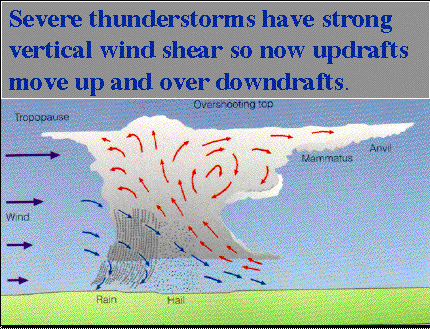 Severe thunderstorms have strong
vertical wind shear so now updrafts
move up and over downdrafts.
Overshooting top
Tropopause
Anvil
Mammatus
Wind
Rain
Hail